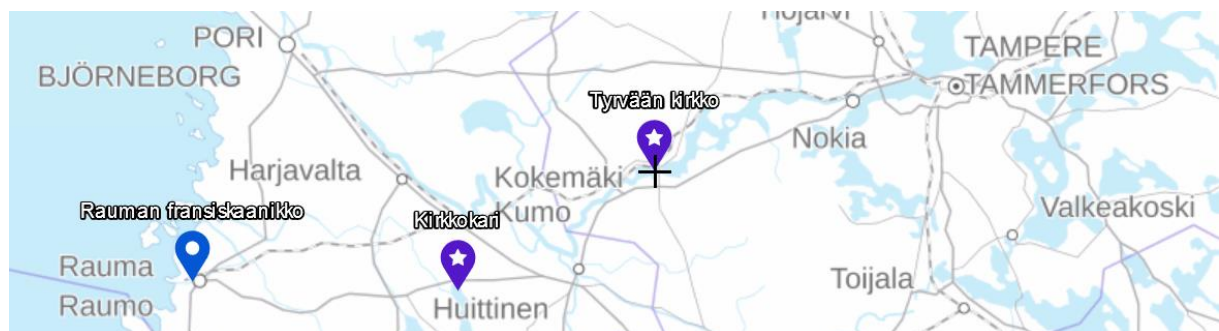 PORI
BJÖRNEBORG
TAMPERE
TAMMERFORS
Tyrvään kirkko
Nokia
Harjavalta
Kokemäki
Kumo
Rauman fransiskaanikko
Kirkkokari
Valkeakoski
Rauma
Raumo
Huittinen
Toijala